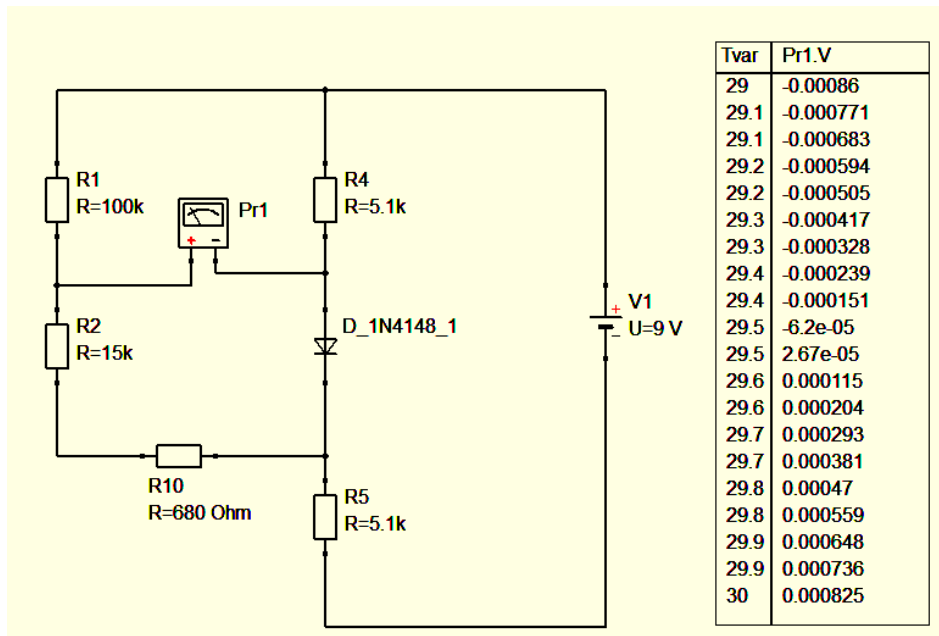 R1
R=100k
Pr1
+ -
R4
R=5.1k
R2
R=15k
D_1N4148_1
+
V1
-
U=9 V
R10
R=680 Ohm
R5
R=5.1k
Tvar Pr1.V
29 -0.00086
29.1 -0.000771
29.1 -0.000683
29.2 -0.000594
29.2 -0.000505
29.3 -0.000417
29.3 -0.000328
29.4 -0.000239
29.4 -0.000151
29.5 -6.2e-05
29.5 2.67e-05
29.6 0.000115
29.6 0.000204
29.7 0.000293
29.7 0.000381
29.8 0.00047
29.8 0.000559
29.9 0.000648
29.9 0.000736
30 0.000825